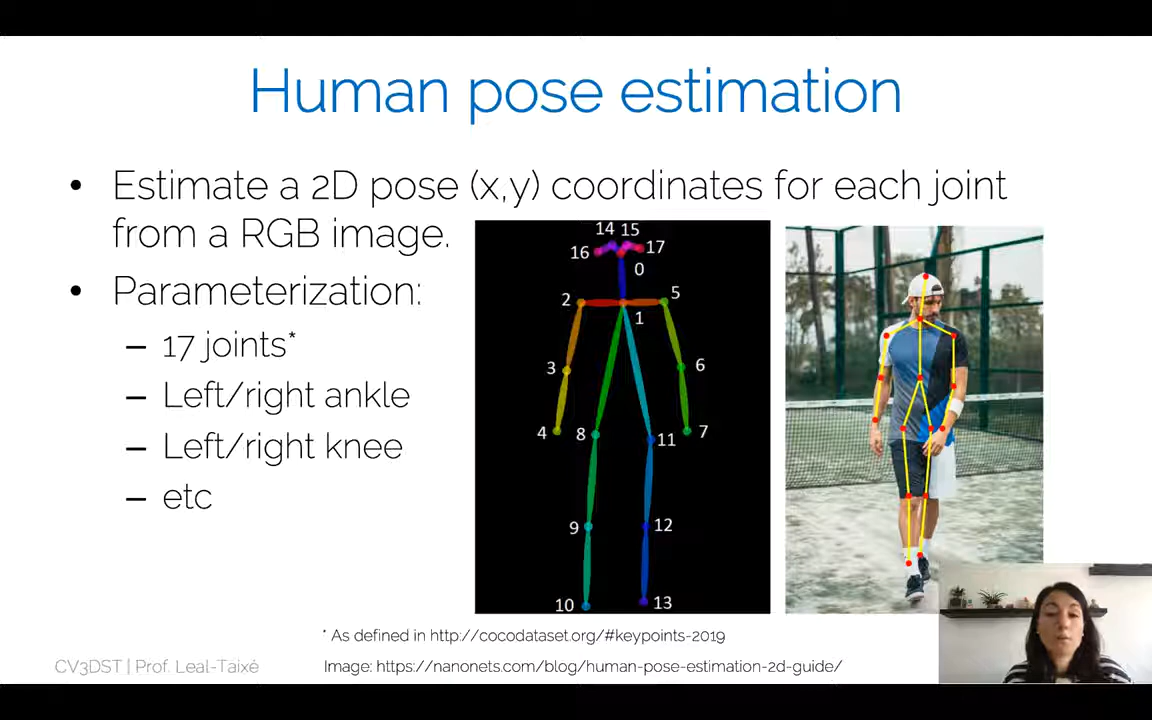 Human pose estimation
• Estimate a 2D pose (x,y) coordinates for each joint
from a RGB image.
• Parameterization:
– 17 joints*
– Left/right ankle
– Left/right knee
– etc
14 15
16 17
0
2 5
1
3 6
4 8 11 7
9 12
10 13
* As defined in http://cocodataset.org/#keypoints-2019
CV3DST | Prof. Leal-Taixé
Image: https://nanonets.com/blog/human-pose-estimation-2d-guide/